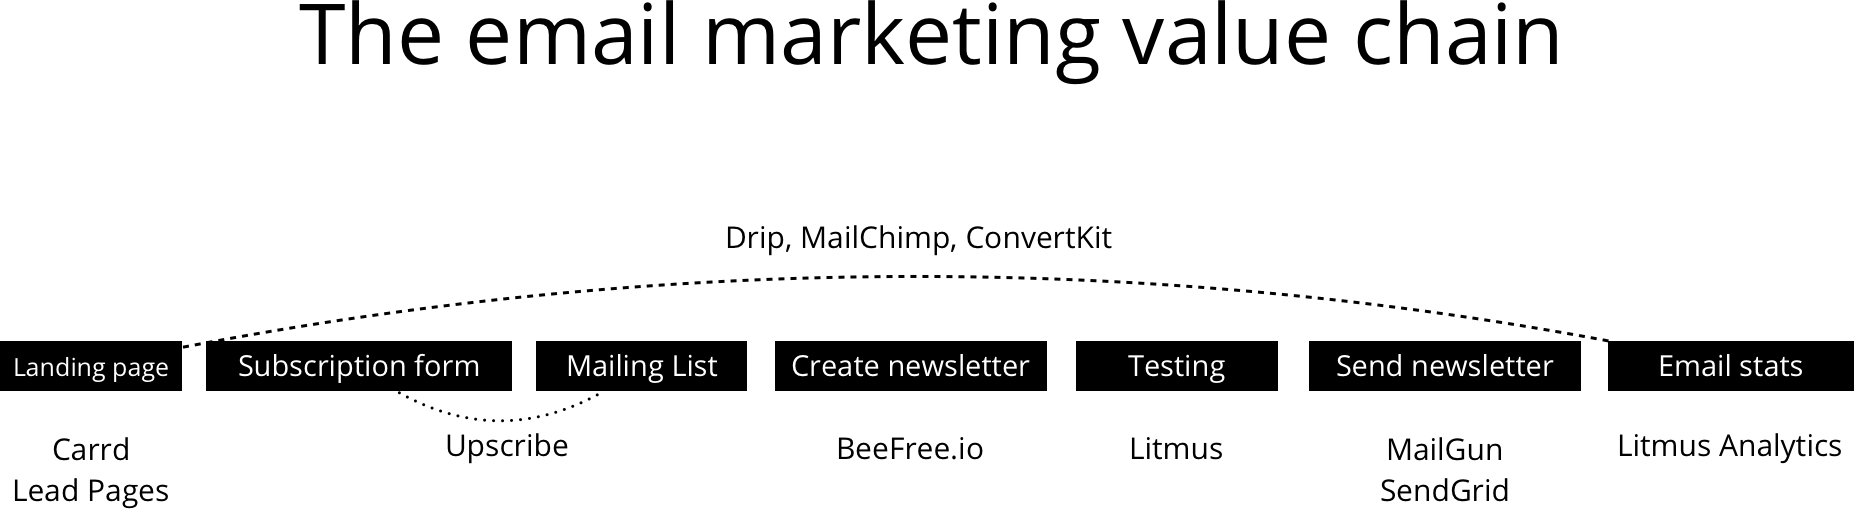 The email marketing value chain
Drip, MailChimp, ConvertKit
Landing page
Subscription form
Mailing List
Create newsletter
Testing
Send newsletter
Email stats
Carrd
Lead Pages
Upscribe
BeeFree.io
Litmus
MailGun
SendGrid
Litmus Analytics